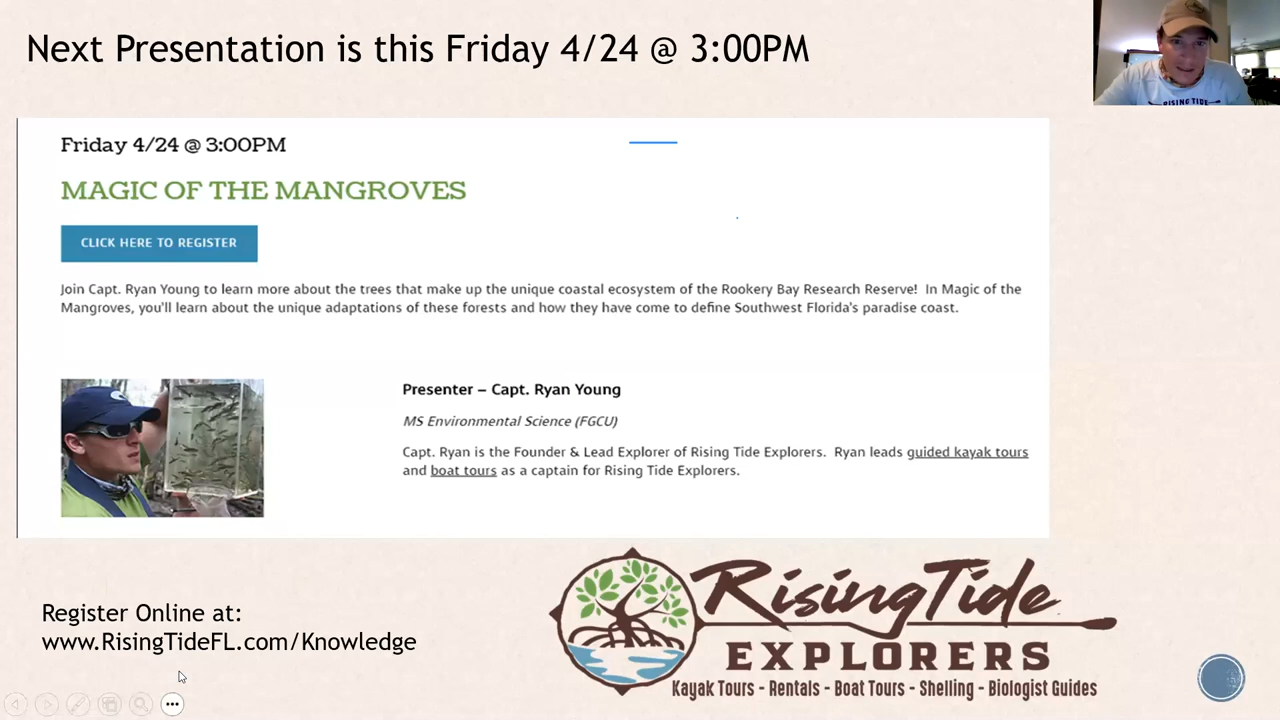 Next Presentation is this Friday 4/24 @ 3:00PM
RISING TIDE
Friday 4/24 @ 3:00PM
MAGIC OF THE MANGROVES
CLICK HERE TO REGISTER
Join Capt. Ryan Young to learn more about the trees that make up the unique coastal ecosystem of the Rookery Bay Research Reserve! In Magic of the
Mangroves, you'll learn about the unique adaptations of these forests and how they have come to define Southwest Florida's paradise coast.
Presenter – Capt. Ryan Young
MS Environmental Science (FGCU)
Capt. Ryan is the Founder & Lead Explorer of Rising Tide Explorers. Ryan leads guided kayak tours
and boat tours as a captain for Rising Tide Explorers.
Register Online at:
www.RisingTideFL.com/Knowledge
Rising Tide
EXPLORERS
Kayak Tours - Rentals - Boat Tours - Shelling - Biologist Guides